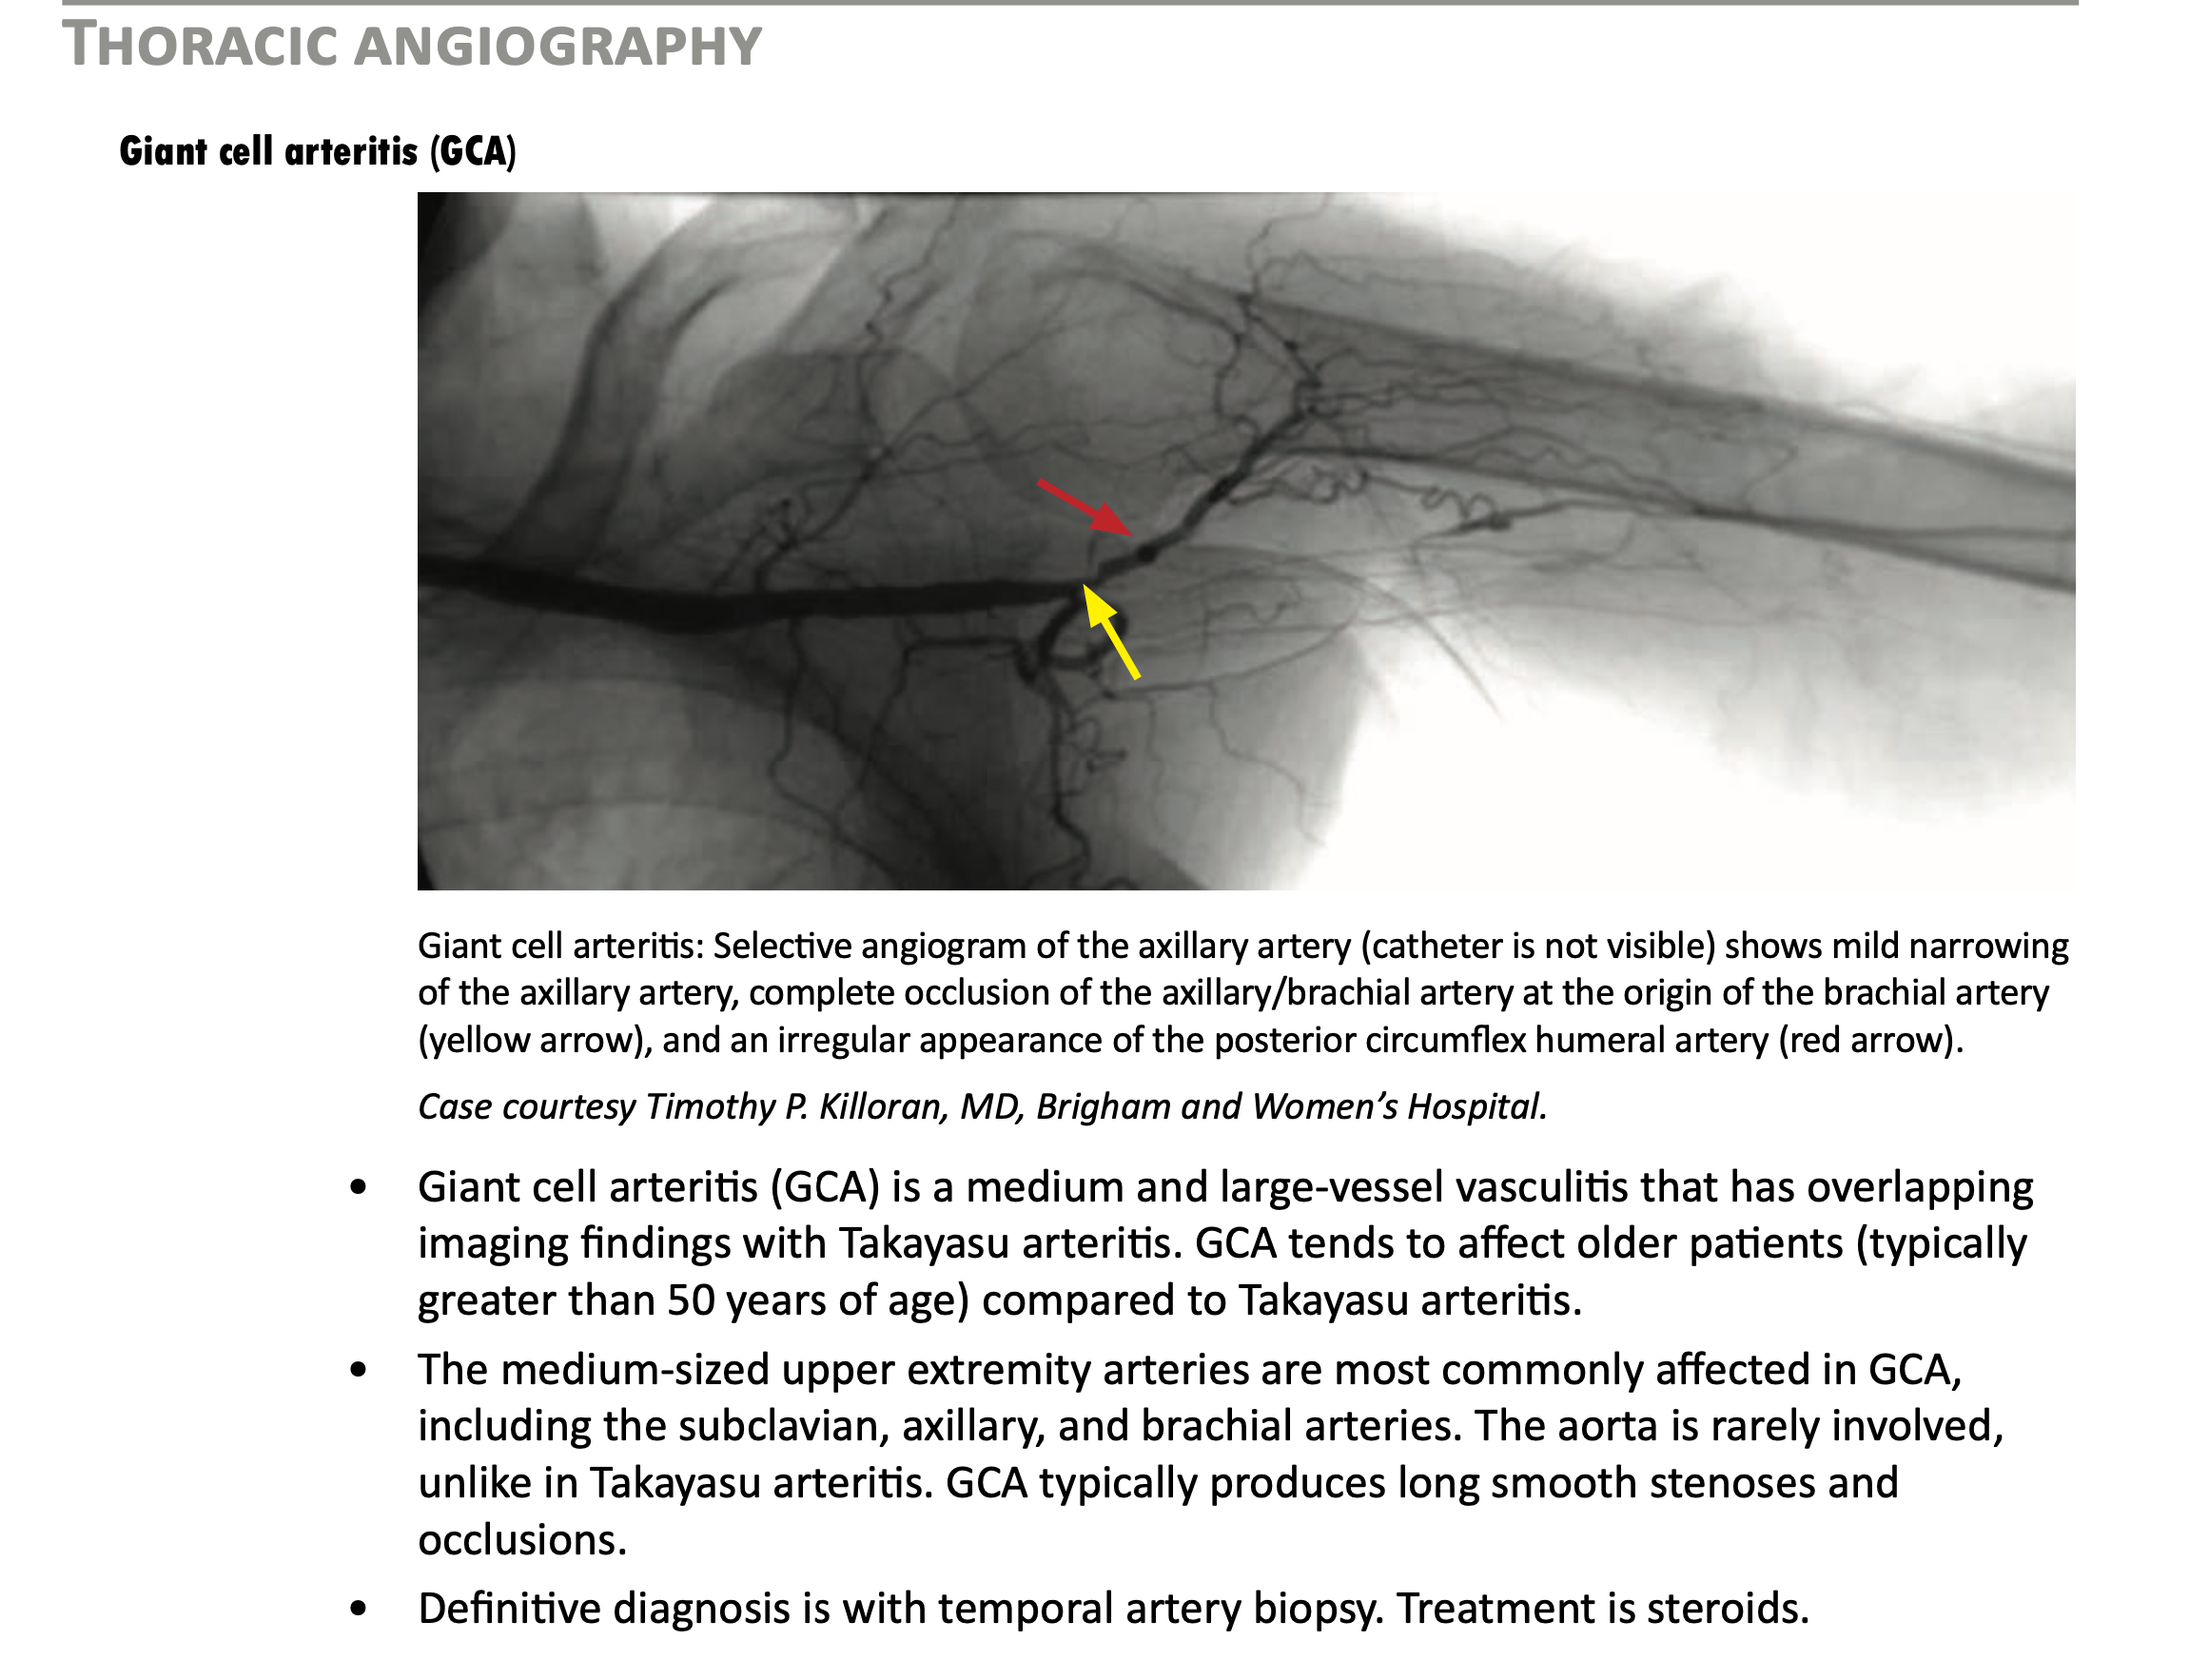 THORACIC ANGIOGRAPHY
Giant cell arteritis (GCA)
Giant cell arteritis: Selective angiogram of the axillary artery (catheter is not visible) shows mild narrowing
of the axillary artery, complete occlusion of the axillary/brachial artery at the origin of the brachial artery
(yellow arrow), and an irregular appearance of the posterior circumflex humeral artery (red arrow).
Case courtesy Timothy P. Killoran, MD, Brigham and Women’s Hospital.
• Giant cell arteritis (GCA) is a medium and large-vessel vasculitis that has overlapping
imaging findings with Takayasu arteritis. GCA tends to affect older patients (typically
greater than 50 years of age) compared to Takayasu arteritis.
• The medium-sized upper extremity arteries are most commonly affected in GCA,
including the subclavian, axillary, and brachial arteries. The aorta is rarely involved,
unlike in Takayasu arteritis. GCA typically produces long smooth stenoses and
occlusions.
• Definitive diagnosis is with temporal artery biopsy. Treatment is steroids.